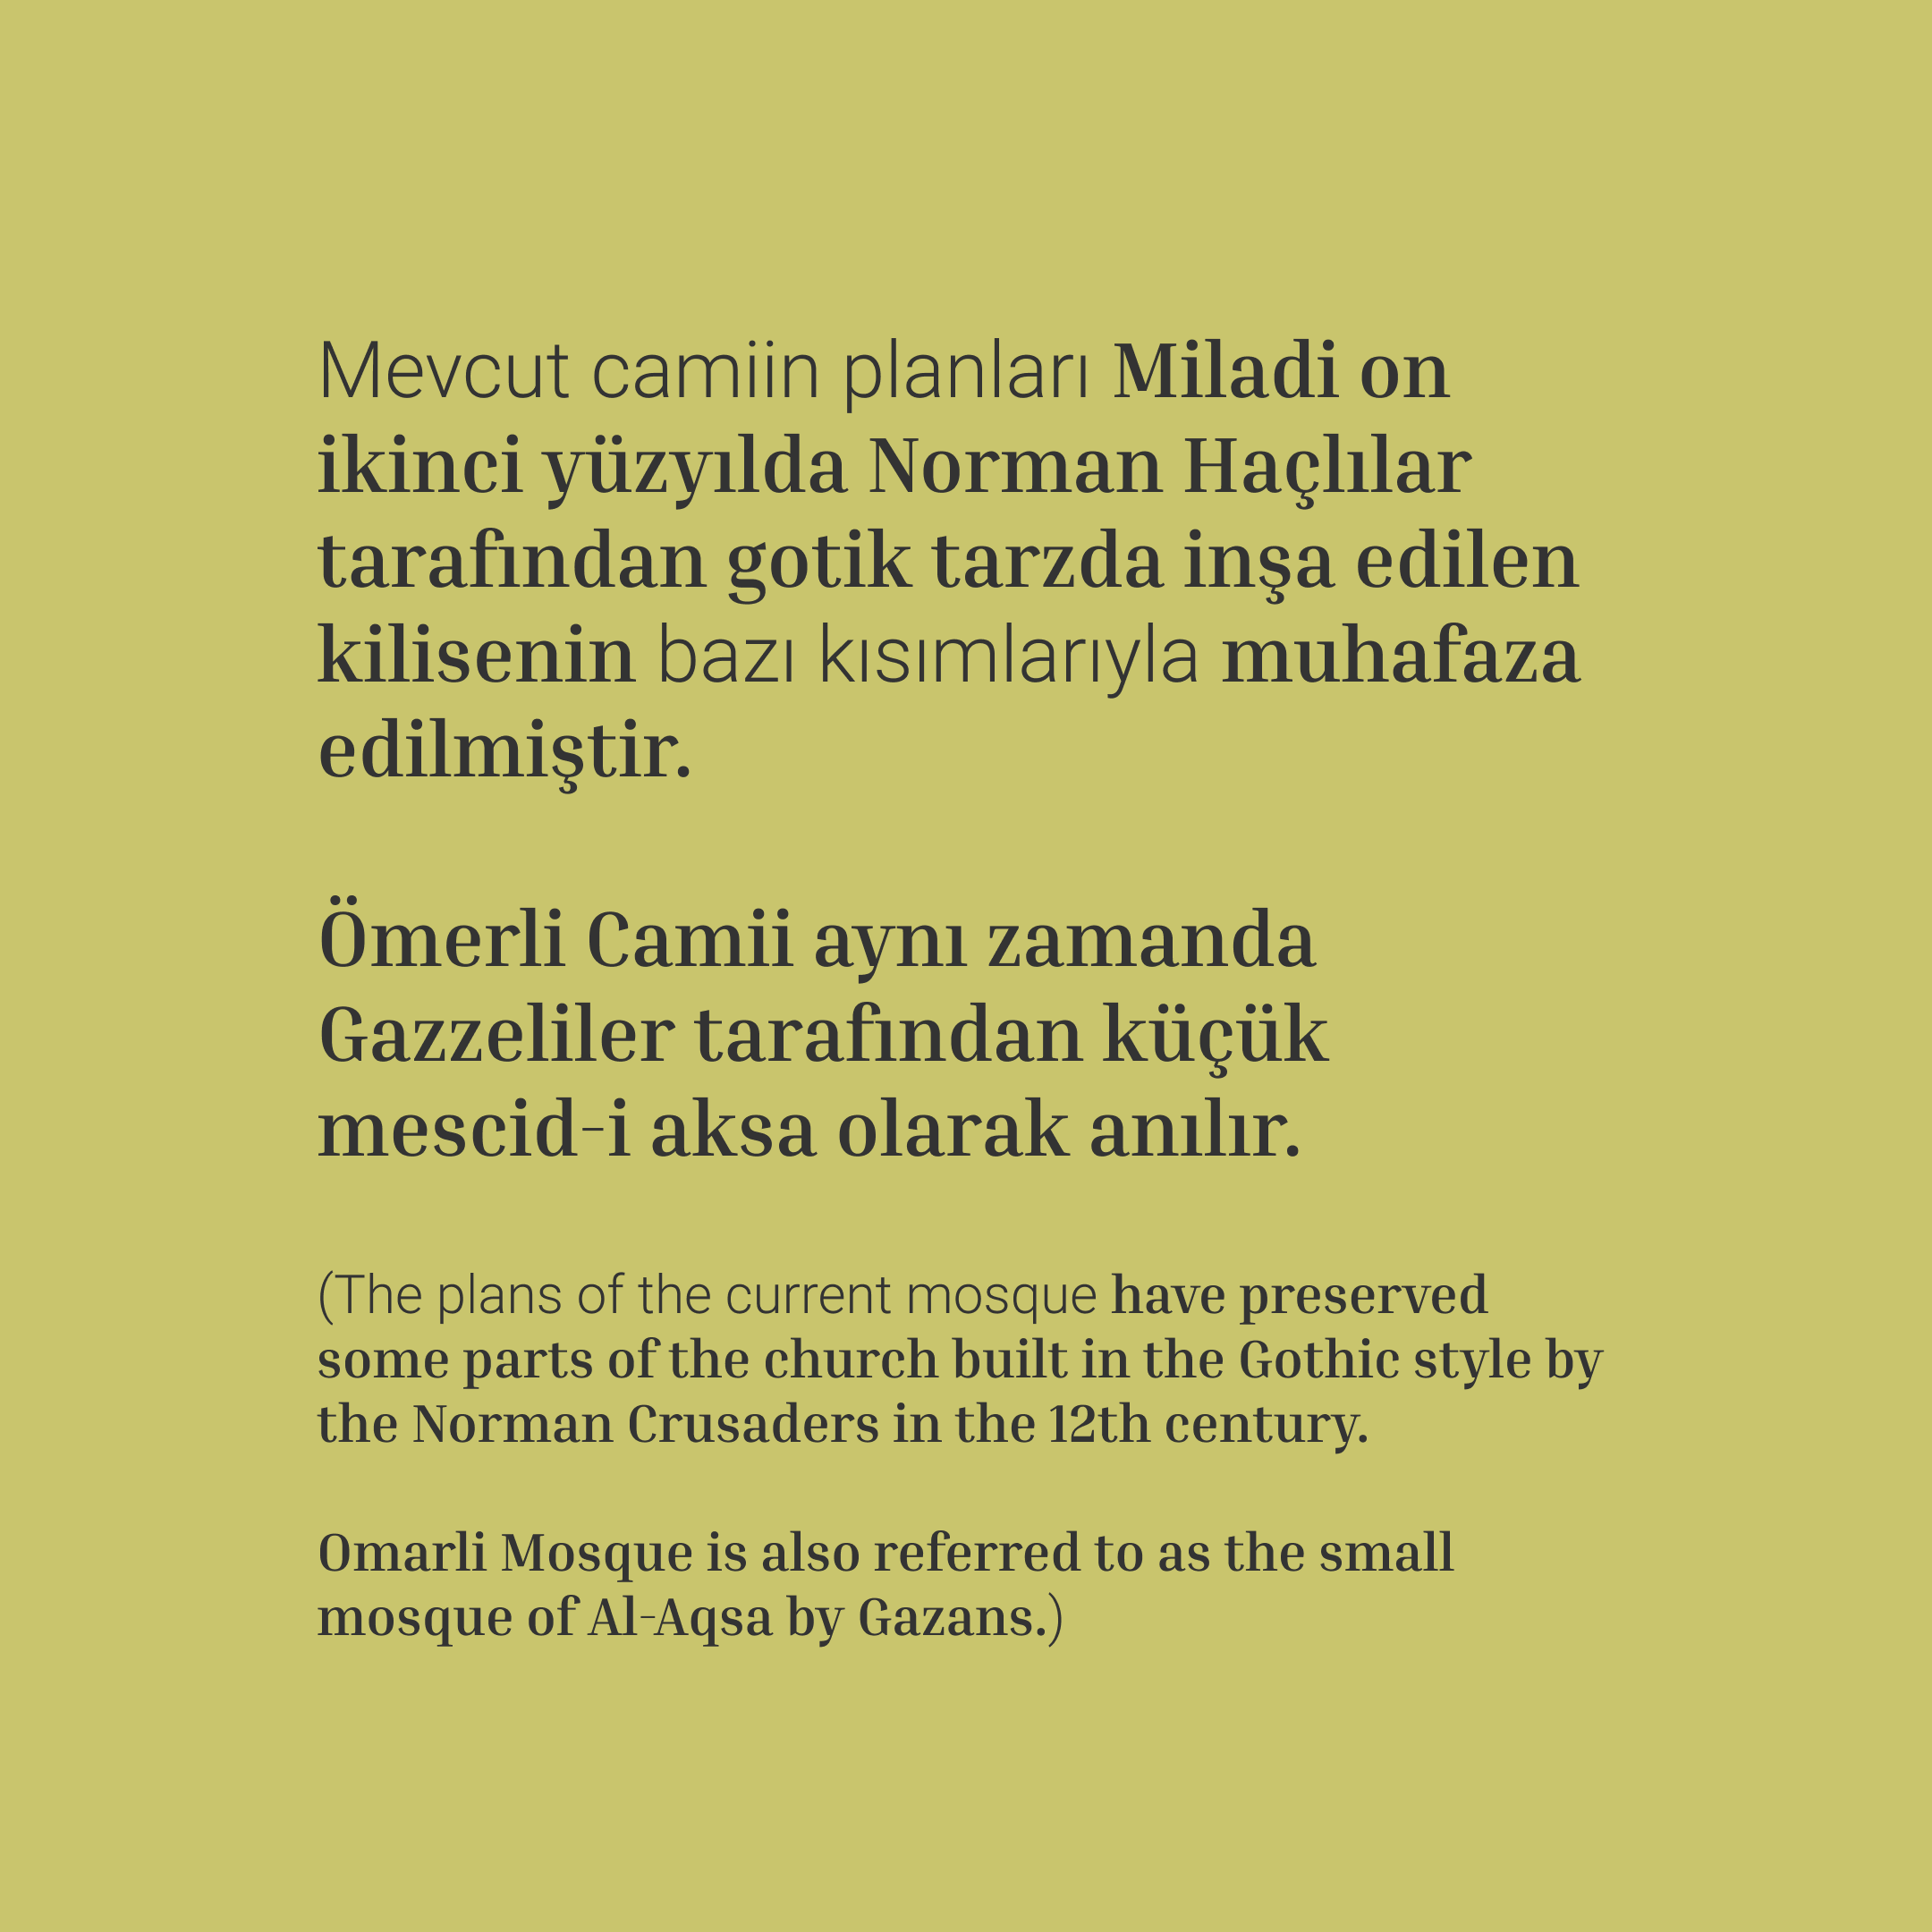 Mevcut camiin planları Miladi on
ikinci yüzyılda Norman Haçlılar
tarafından gotik tarzda inşa edilen
kilisenin bazı kısımlarıyla muhafaza
edilmiştir.
Ömerli Camii aynı zamanda
Gazzeliler tarafından küçük
mescid-i aksa olarak anılır.
(The plans of the current mosque have preserved
some parts of the church built in the Gothic style by
the Norman Crusaders in the 12th century.
Omarli Mosque is also referred to as the small
mosque of Al-Aqsa by Gazans.)